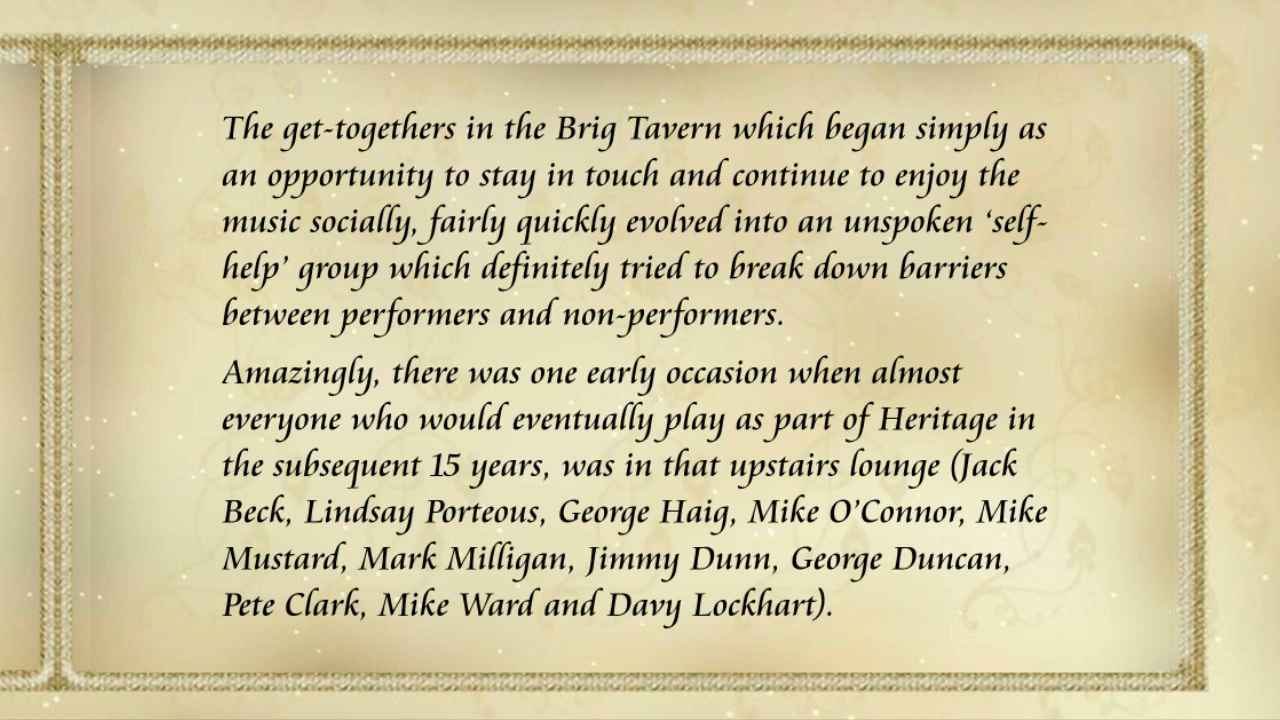 The get-togethers in the Brig Tavern which began simply as
an opportunity to stay in touch and continue to enjoy the
music socially, fairly quickly evolved into an unspoken ‘self-
help’ group which definitely tried to break down barriers
between performers and non-performers.
Amazingly, there was one early occasion when almost
everyone who would eventually play as part of Heritage in
the subsequent 15 years, was in that upstairs lounge (Jack
Beck, Lindsay Porteous, George Haig, Mike O’Connor, Mike
Mustard, Mark Milligan, Jimmy Dunn, George Duncan,
Pete Clark, Mike Ward and Davy Lockhart).